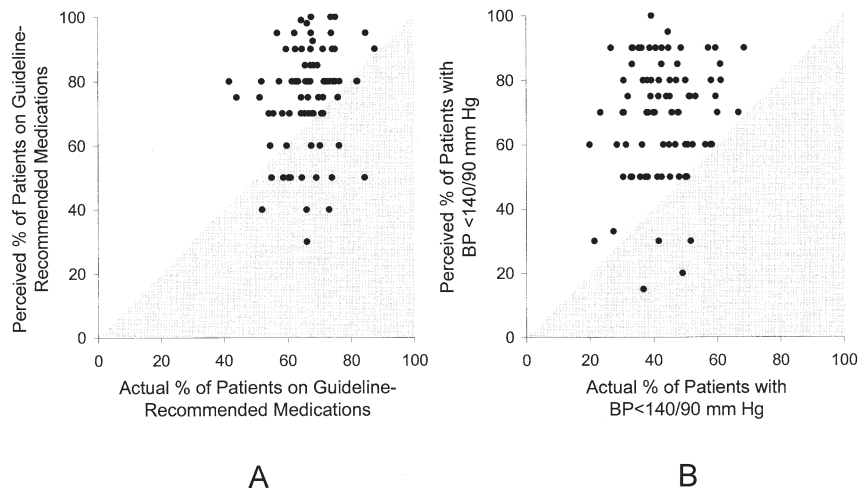 Perceived % of Patients on Guideline-
Recommended Medications
100
80
60
40
20
0
0
20
40
60
80
100
Actual % of Patients on Guideline-
Recommended Medications
A
Perceived % of Patients with
BP <140/90 mm Hg
100
80
60
40
20
0
0
20
40
60
80
100
Actual % of Patients with
BP<140/90 mm Hg
B